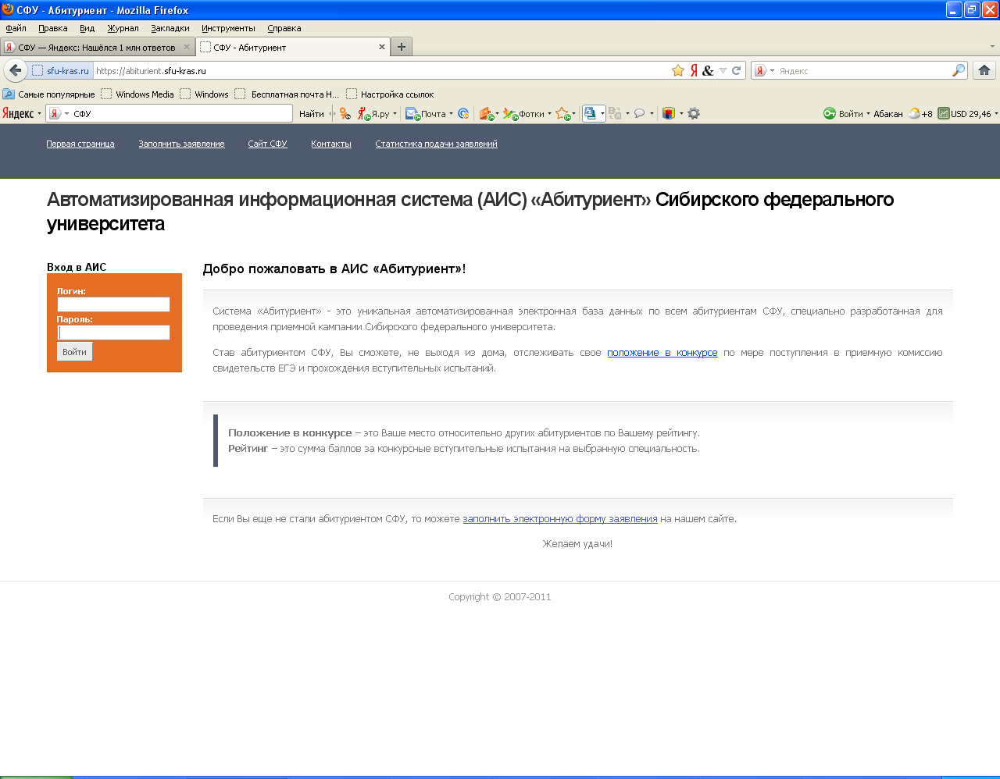 СФУ - Абитуриент - Mozilla Firefox
Файл Правка Вид Журнал Закладки Инструменты Справка
СФУ — Яндекс: Нашёлся 1 млн ответов СФУ - Абитуриент
sfu-kras.ru https://abiturient.sfu-kras.ru Яндекс
Самые популярные Windows Media Windows Бесплатная почта H... Настройка ссылок
Яндекс СФУ Найти Я.ру Почта Фотки Войти Абакан +8 USD 29,46
Первая страница Заполнить заявление Сайт СФУ Контакты Статистика подачи заявлений
Автоматизированная информационная система (АИС) «Абитуриент» Сибирского федерального
университета
Вход в АИС
Логин:
Пароль:
Войти
Добро пожаловать в АИС «Абитуриент»!
Система «Абитуриент» - это уникальная автоматизированная электронная база данных по всем абитуриентам СФУ, специально разработанная для
проведения приемной кампании Сибирского федерального университета.
Став абитуриентом СФУ, Вы сможете, не выходя из дома, отслеживать свое положение в конкурсе по мере поступления в приемную комиссию
свидетельств ЕГЭ и прохождения вступительных испытаний.
Положение в конкурсе – это Ваше место относительно других абитуриентов по Вашему рейтингу.
Рейтинг – это сумма баллов за конкурсные вступительные испытания на выбранную специальность.
Если Вы еще не стали абитуриентом СФУ, то можете заполнить электронную форму заявления на нашем сайте.
Желаем удачи!
Copyright © 2007-2011